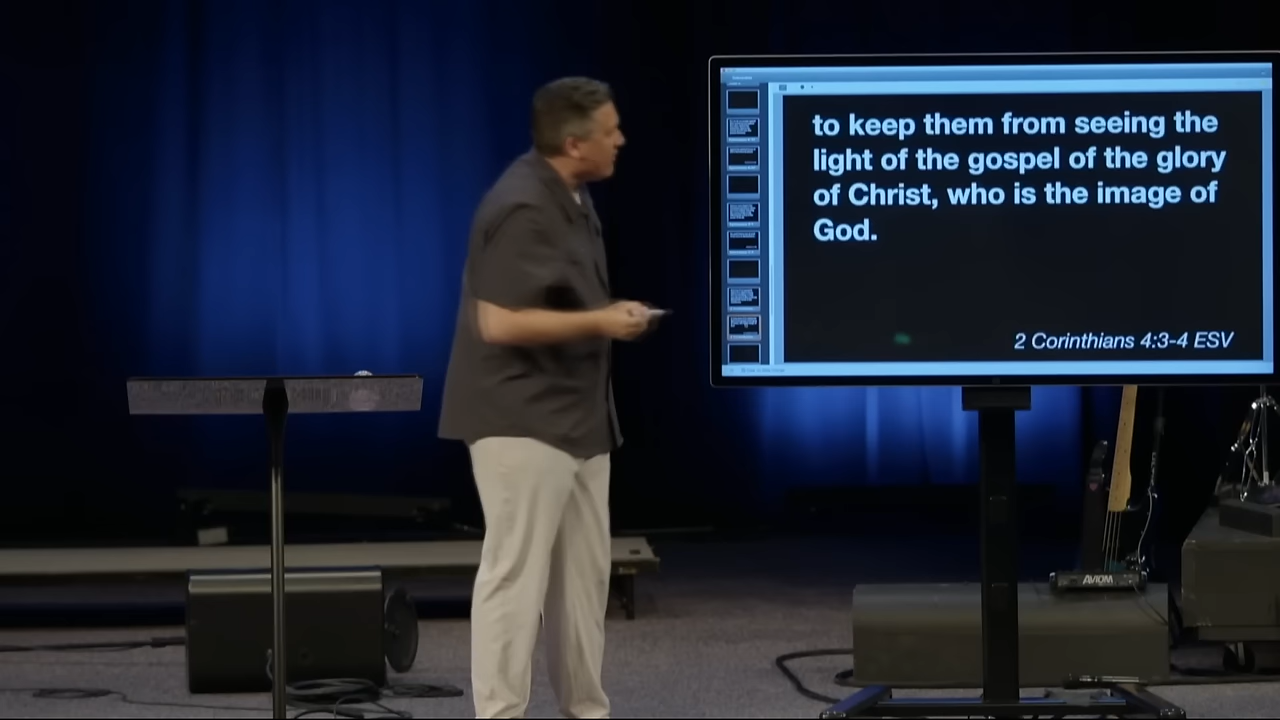 to keep them from seeing the
light of the gospel of the glory
of Christ, who is the image of
God.
2 Corinthians 4:3-4 ESV
AVIOM